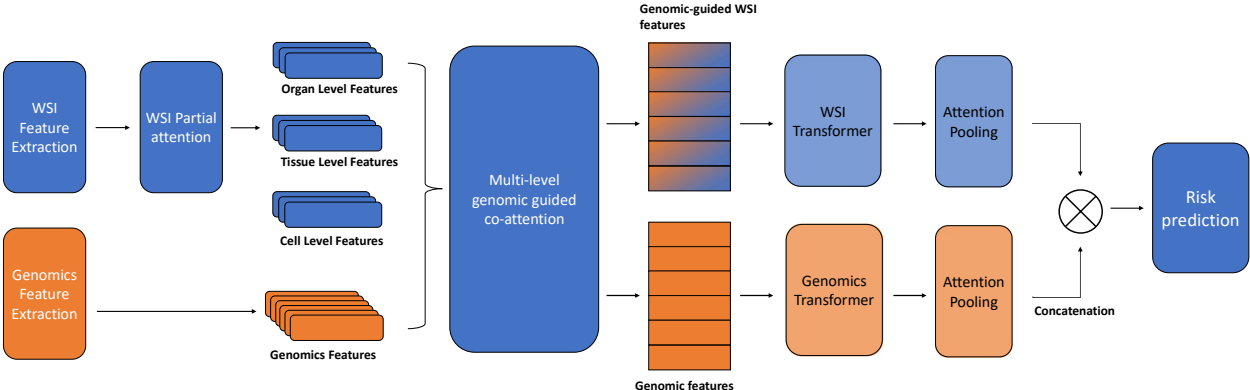 WSI
Feature
Extraction
WSI Partial
attention
Organ Level Features
Tissue Level Features
Cell Level Features
Genomics
Feature
Extraction
Genomics Features
Multi-level
genomic guided
co-attention
Genomic-guided WSI
features
WSI
Transformer
Attention
Pooling
Genomic features
Genomics
Transformer
Attention
Pooling
Concatenation
Risk
prediction